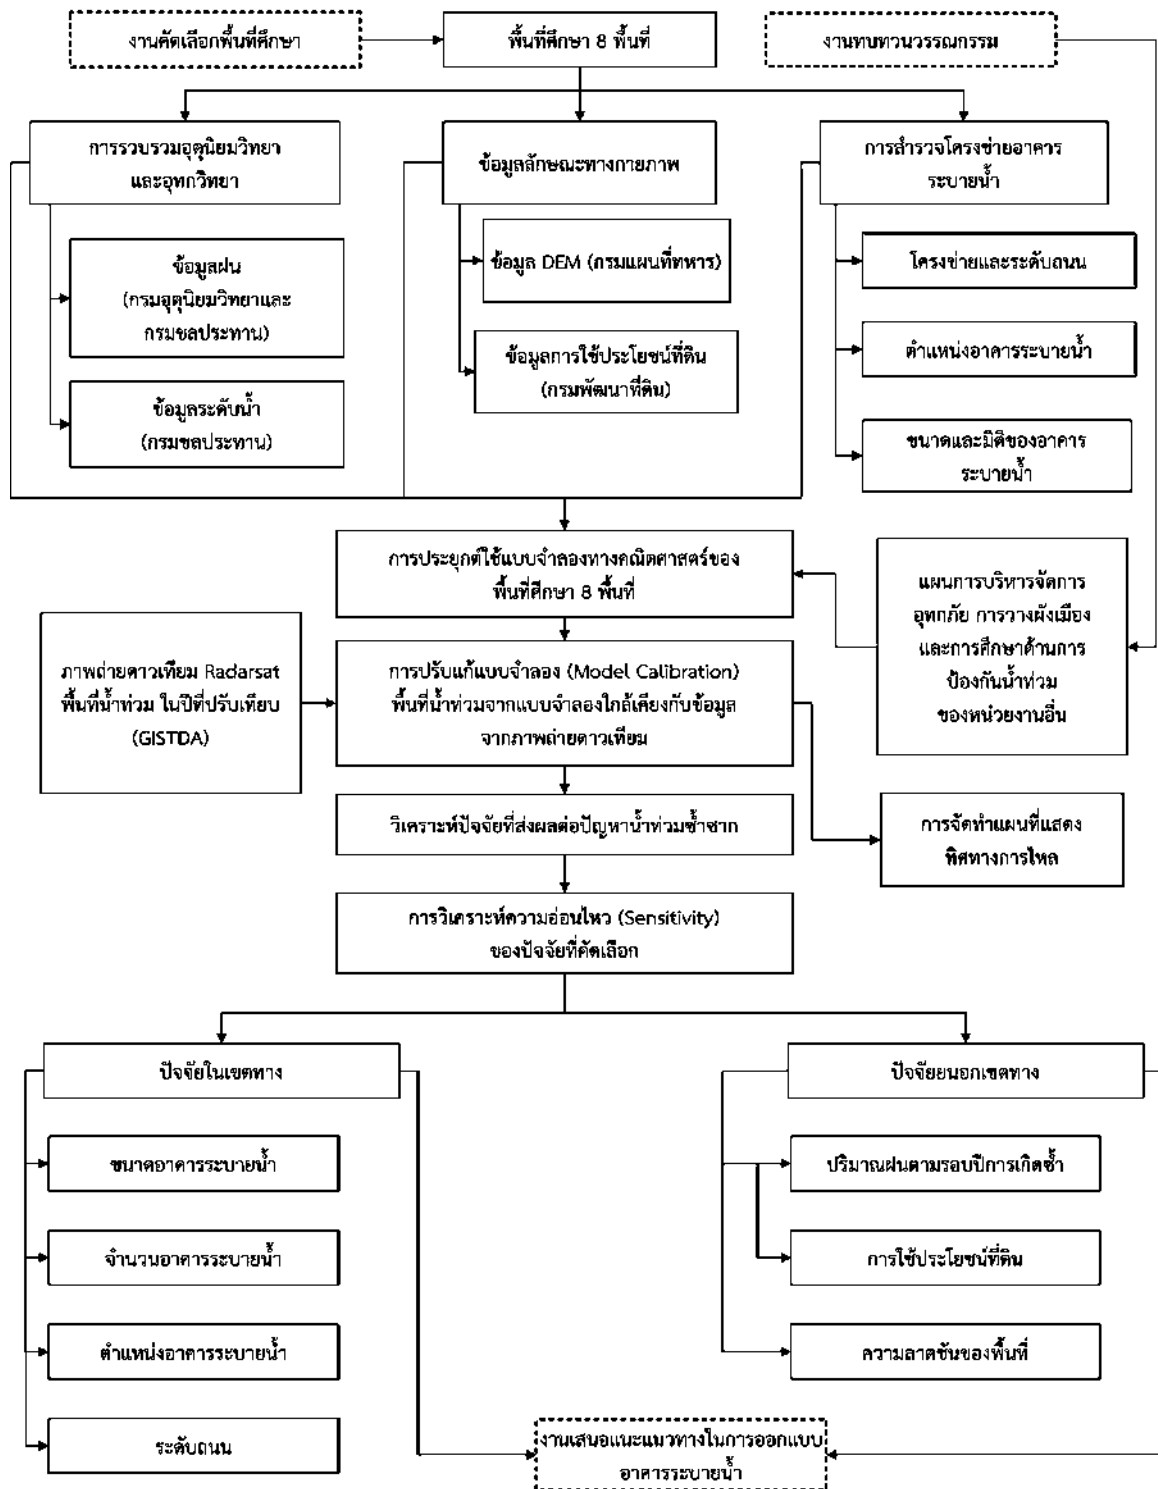 งานคัดเลือกพื้นที่ศึกษา
พื้นที่ศึกษา 8 พื้นที่
งานทบทวนวรรณกรรม
การรวบรวมอุตุนิยมวิทยา
และอุทกวิทยา
ข้อมูลลักษณะทางกายภาพ
การสำรวจโครงข่ายอาคาร
ระบายน้ำ
ข้อมูลฝน
(กรมอุตุนิยมวิทยาและ
กรมชลประทาน)
ข้อมูลระดับน้ำ
(กรมชลประทาน)
ข้อมูล DEM (กรมแผนที่ทหาร)
ข้อมูลการใช้ประโยชน์ที่ดิน
(กรมพัฒนาที่ดิน)
โครงข่ายและระดับถนน
ตำแหน่งอาคารระบายน้ำ
ขนาดและมิติของอาคาร
ระบายน้ำ
การประยุกต์ใช้แบบจำลองทางคณิตศาสตร์ของ
พื้นที่ศึกษา 8 พื้นที่
แผนการบริหารจัดการ
อุทกภัย การวางผังเมือง
และการศึกษาด้านการ
ป้องกันน้ำท่วม
ของหน่วยงานอื่น
ภาพถ่ายดาวเทียม Radarsat
พื้นที่น้ำท่วม ในปีที่ปรับเทียบ
(GISTDA)
การปรับแก้แบบจำลอง (Model Calibration)
พื้นที่น้ำท่วมจากแบบจำลองใกล้เคียงกับข้อมูล
จากภาพถ่ายดาวเทียม
วิเคราะห์ปัจจัยที่ส่งผลต่อปัญหาน้ำท่วมซ้ำซาก
การจัดทำแผนที่แสดง
ทิศทางการไหล
การวิเคราะห์ความอ่อนไหว (Sensitivity)
ของปัจจัยที่คัดเลือก
ปัจจัยในเขตทาง
ขนาดอาคารระบายน้ำ
จำนวนอาคารระบายน้ำ
ตำแหน่งอาคารระบายน้ำ
ระดับถนน
ปัจจัยยนอกเขตทาง
ปริมาณฝนตามรอบปีการเกิดซ้ำ
การใช้ประโยชน์ที่ดิน
ความลาดชันของพื้นที่
งานเสนอแนะแนวทางในการออกแบบ
อาคารระบายน้ำ